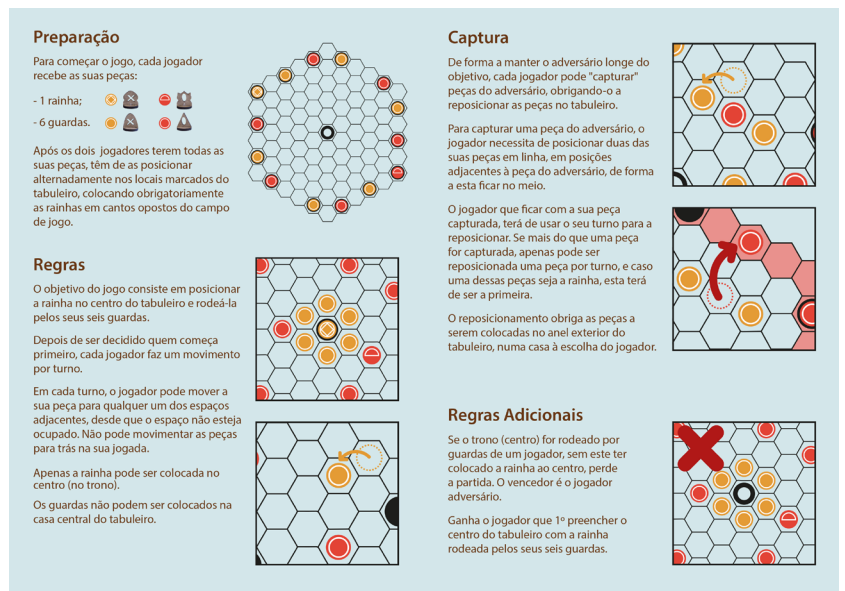 Preparação
Para começar o jogo, cada jogador
recebe as suas peças:
- 1 rainha;
- 6 guardas.
Após os dois jogadores terem todas as
suas peças, têm de as posicionar
alternadamente nos locais marcados do
tabuleiro, colocando obrigatoriamente
as rainhas em cantos opostos do campo
de jogo.
Regras
O objetivo do jogo consiste em posicionar
a rainha no centro do tabuleiro e rodeá-la
pelos seus seis guardas.
Depois de ser decidido quem começa
primeiro, cada jogador faz um movimento
por turno.
Em cada turno, o jogador pode mover a
sua peça para qualquer um dos espaços
adjacentes, desde que o espaço não esteja
ocupado. Não pode movimentar as peças
para trás na sua jogada.
Apenas a rainha pode ser colocada no
centro (no trono).
Os guardas não podem ser colocados na
casa central do tabuleiro.
Captura
De forma a manter o adversário longe do
objetivo, cada jogador pode "capturar"
peças do adversário, obrigando-o a
reposicionar as peças no tabuleiro.
Para capturar uma peça do adversário, o
jogador necessita de posicionar duas das
suas peças em linha, em posições
adjacentes à peça do adversário, de forma
a esta ficar no meio.
O jogador que ficar com a sua peça
capturada, terá de usar o seu turno para a
reposicionar. Se mais do que uma peça
for capturada, apenas pode ser
reposicionada uma peça por turno, e caso
uma dessas peças seja a rainha, esta terá
de ser a primeira.
O reposicionamento obriga as peças a
serem colocadas no anel exterior do
tabuleiro, numa casa à escolha do jogador.
Regras Adicionais
Se o trono (centro) for rodeado por
guardas de um jogador, sem este ter
colocado a rainha ao centro, perde
a partida. O vencedor é o jogador
adversário.
Ganha o jogador que 1º preencher o
centro do tabuleiro com a rainha
rodeada pelos seus seis guardas.